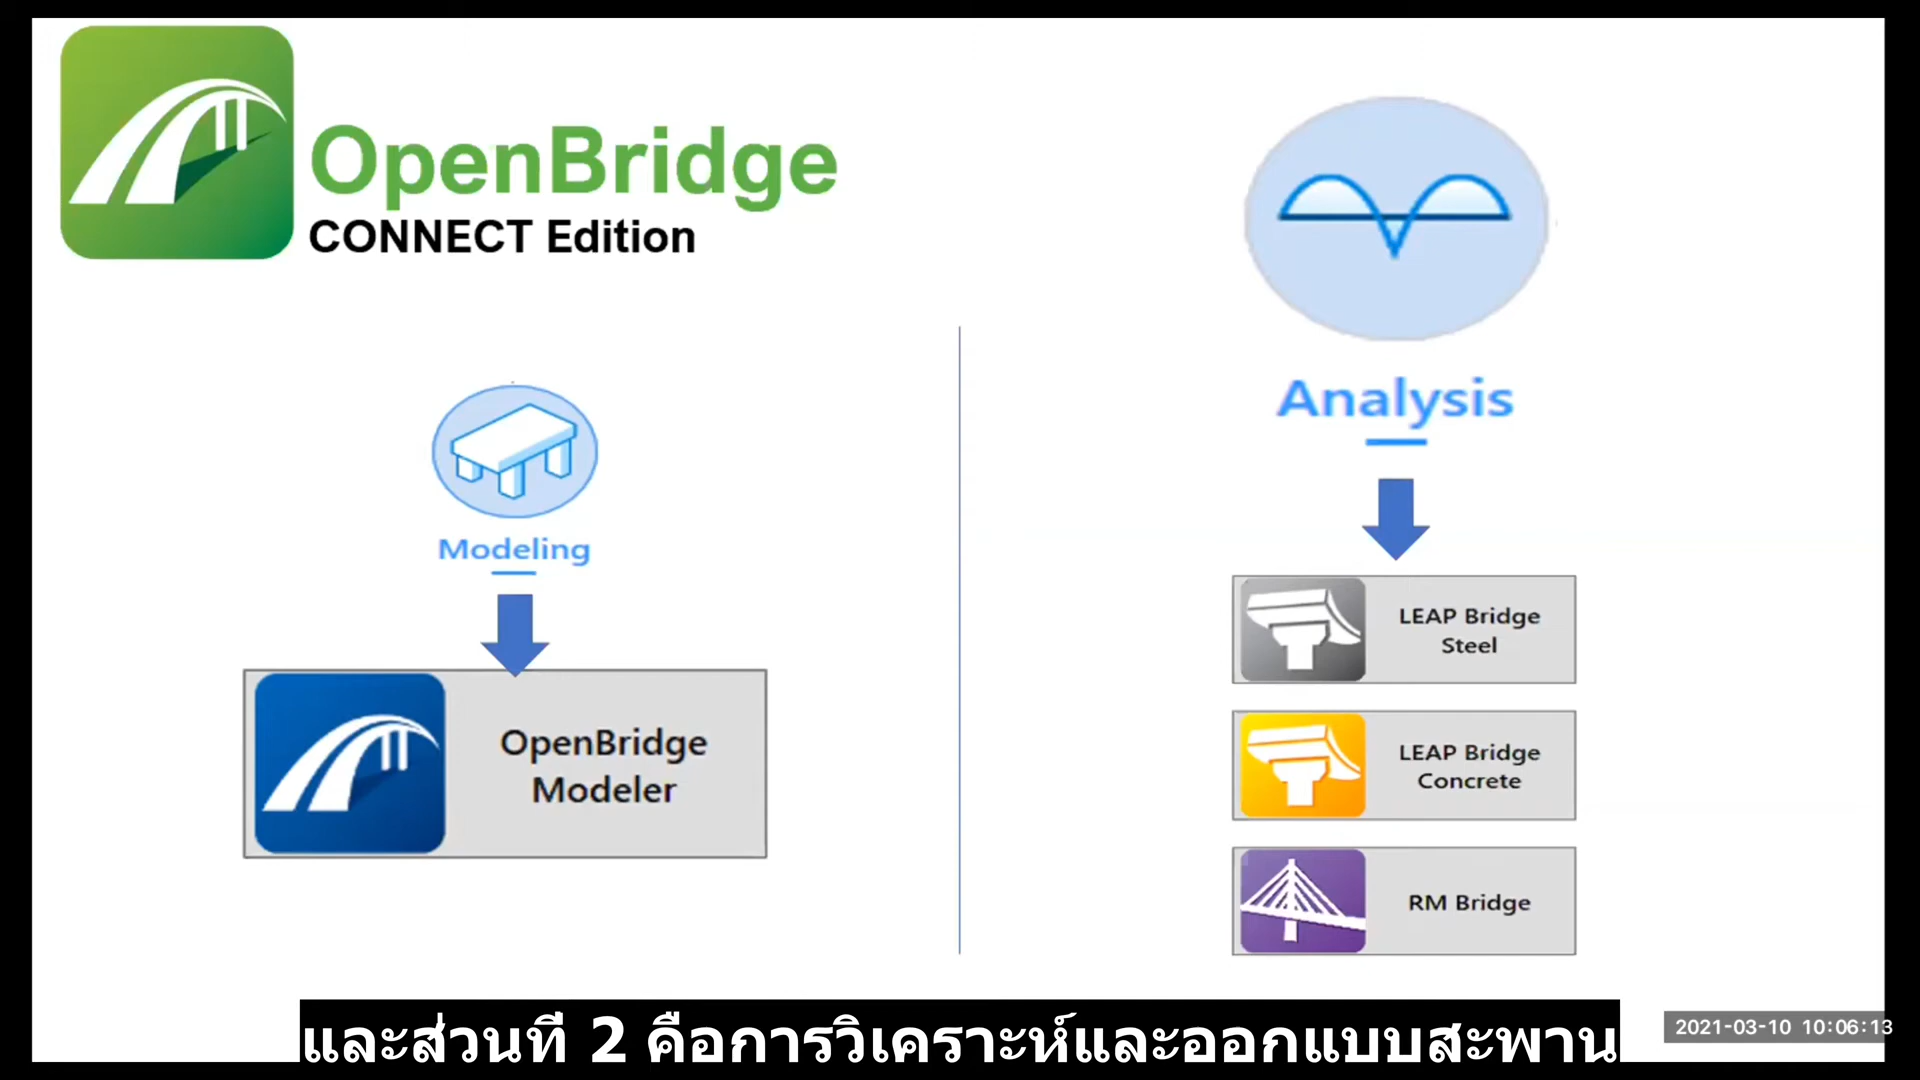 OpenBridge
CONNECT Edition
Modeling
OpenBridge
Modeler
Analysis
LEAP Bridge
Steel
LEAP Bridge
Concrete
RM Bridge
และส่วนที่ 2 คือการวิเคราะห์และออกแบบสะพาน
2021-03-10 10:06:13